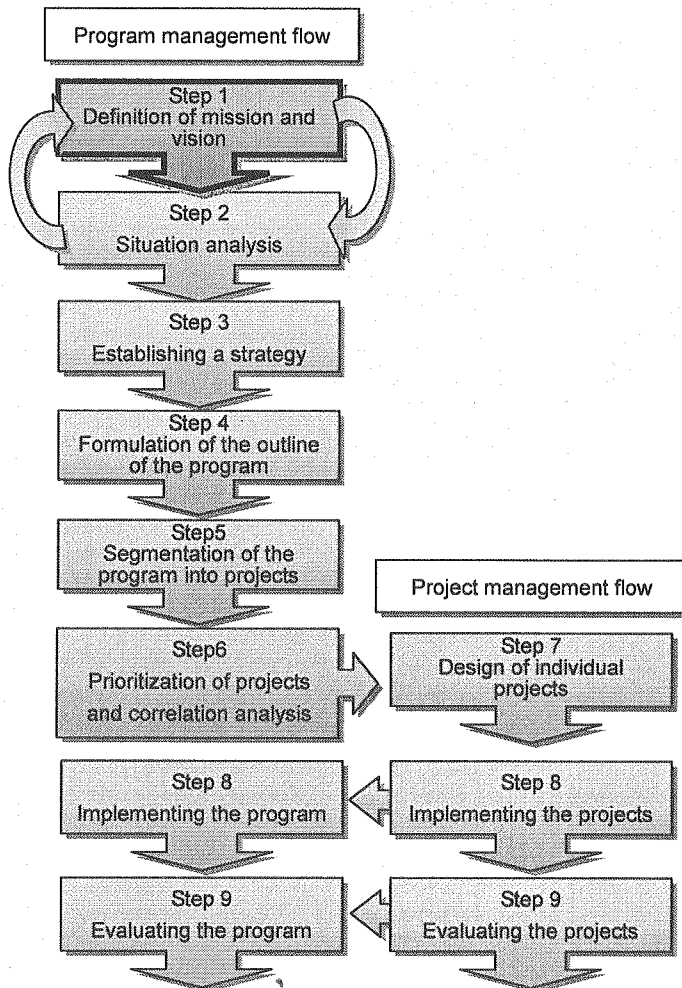 Program management flow
Step 1
Definition of mission and
vision
Step 2
Situation analysis
Step 3
Establishing a strategy
Step 4
Formulation of the outline
of the program
Step5
Segmentation of the
program into projects
Project management flow
Step6
Prioritization of projects
and correlation analysis
Step 7
Design of individual
projects
Step 8
Implementing the program
Step 8
Implementing the projects
Step 9
Evaluating the program
Step 9
Evaluating the projects